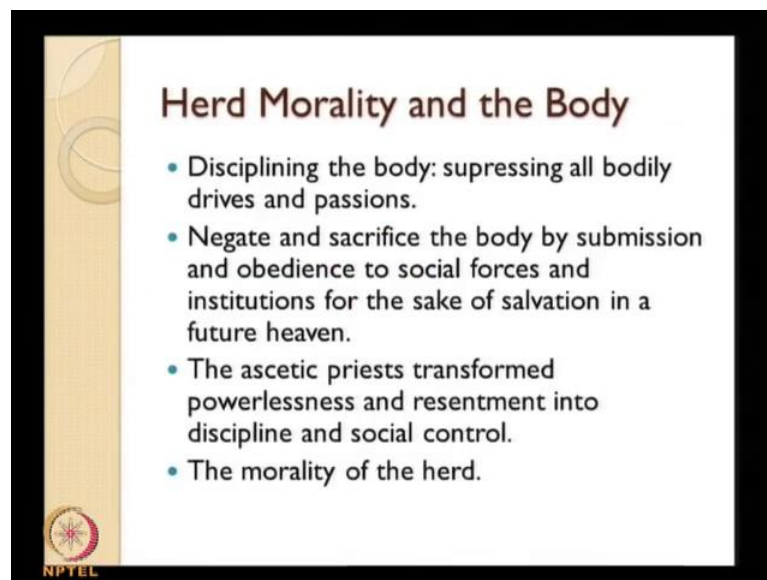 Herd Morality and the Body
• Disciplining the body: supressing all bodily
drives and passions.
• Negate and sacrifice the body by submission
and obedience to social forces and
institutions for the sake of salvation in a
future heaven.
• The ascetic priests transformed
powerlessness and resentment into
discipline and social control.
• The morality of the herd.
NPTEL